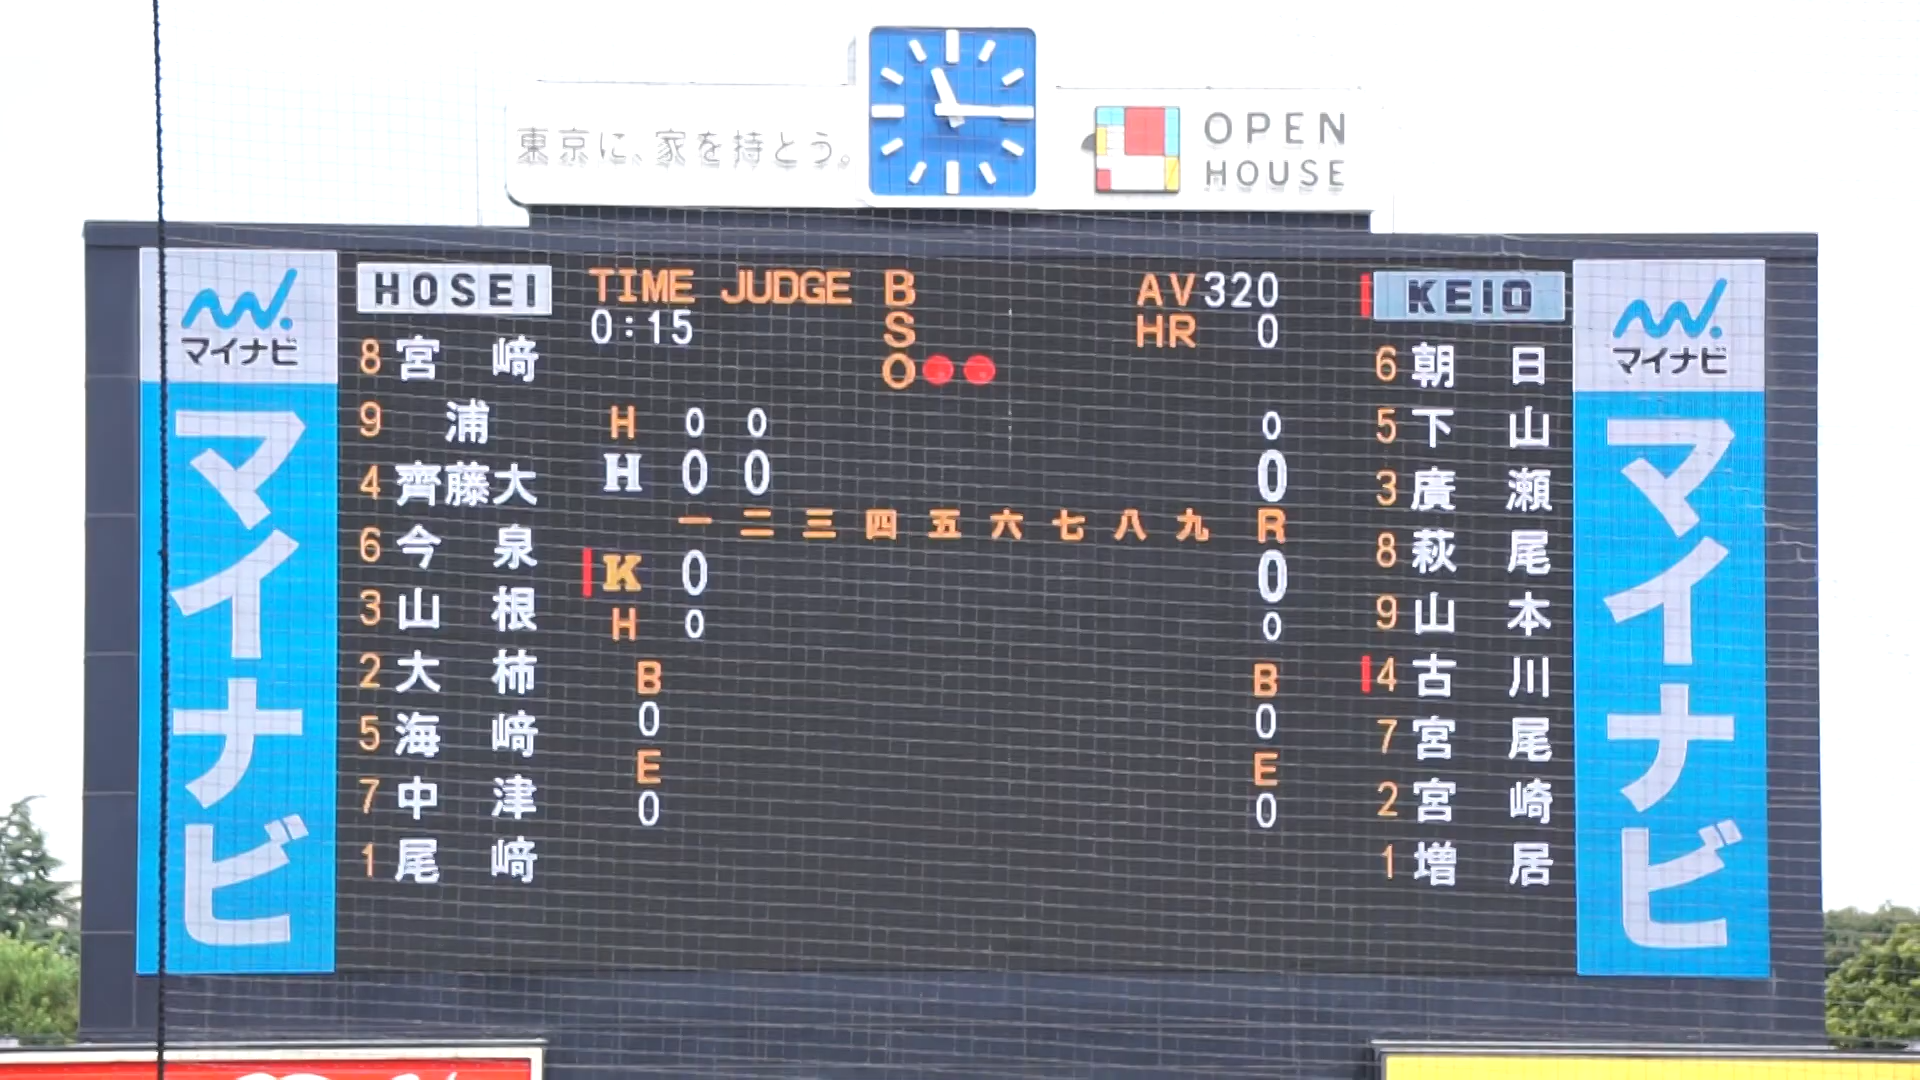 東京に、家を持とう。
OPEN
HOUSE
マイナビ
マイナビ
HOSEI
8 宮 﨑
9 浦
4 齊藤大
6 今 泉
3 山 根
2 大 柿
5 海 﨑
7 中 津
1 尾 﨑
TIME JUDGE B
0:15 S
O
AV 320
HR 0
H 0 0 0
H 0 0 0
一 二 三 四 五 六 七 八 九 R
K 0 0
H 0 0
B B
0 0
E E
0 0
KEIO
6 朝 日
5 下 山
3 廣 瀬
8 萩 尾
9 山 本
4 古 川
7 宮 尾
2 宮 崎
1 増 居
マイナビ
マイナビ